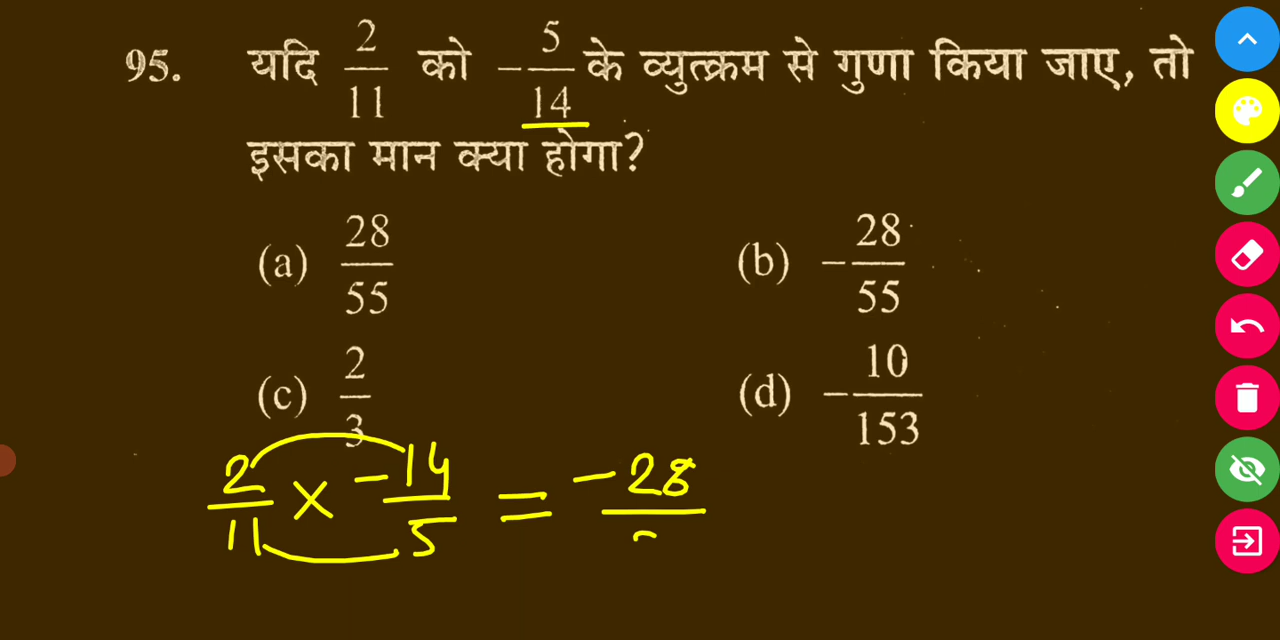 95. यदि 2/11 को -5/14 के व्युत्क्रम से गुणा किया जाए, तो
इसका मान क्या होगा?
(a) 28/55 (b) -28/55
(c) 2/3 (d) -10/153
2/11 × -14/5 = -28/